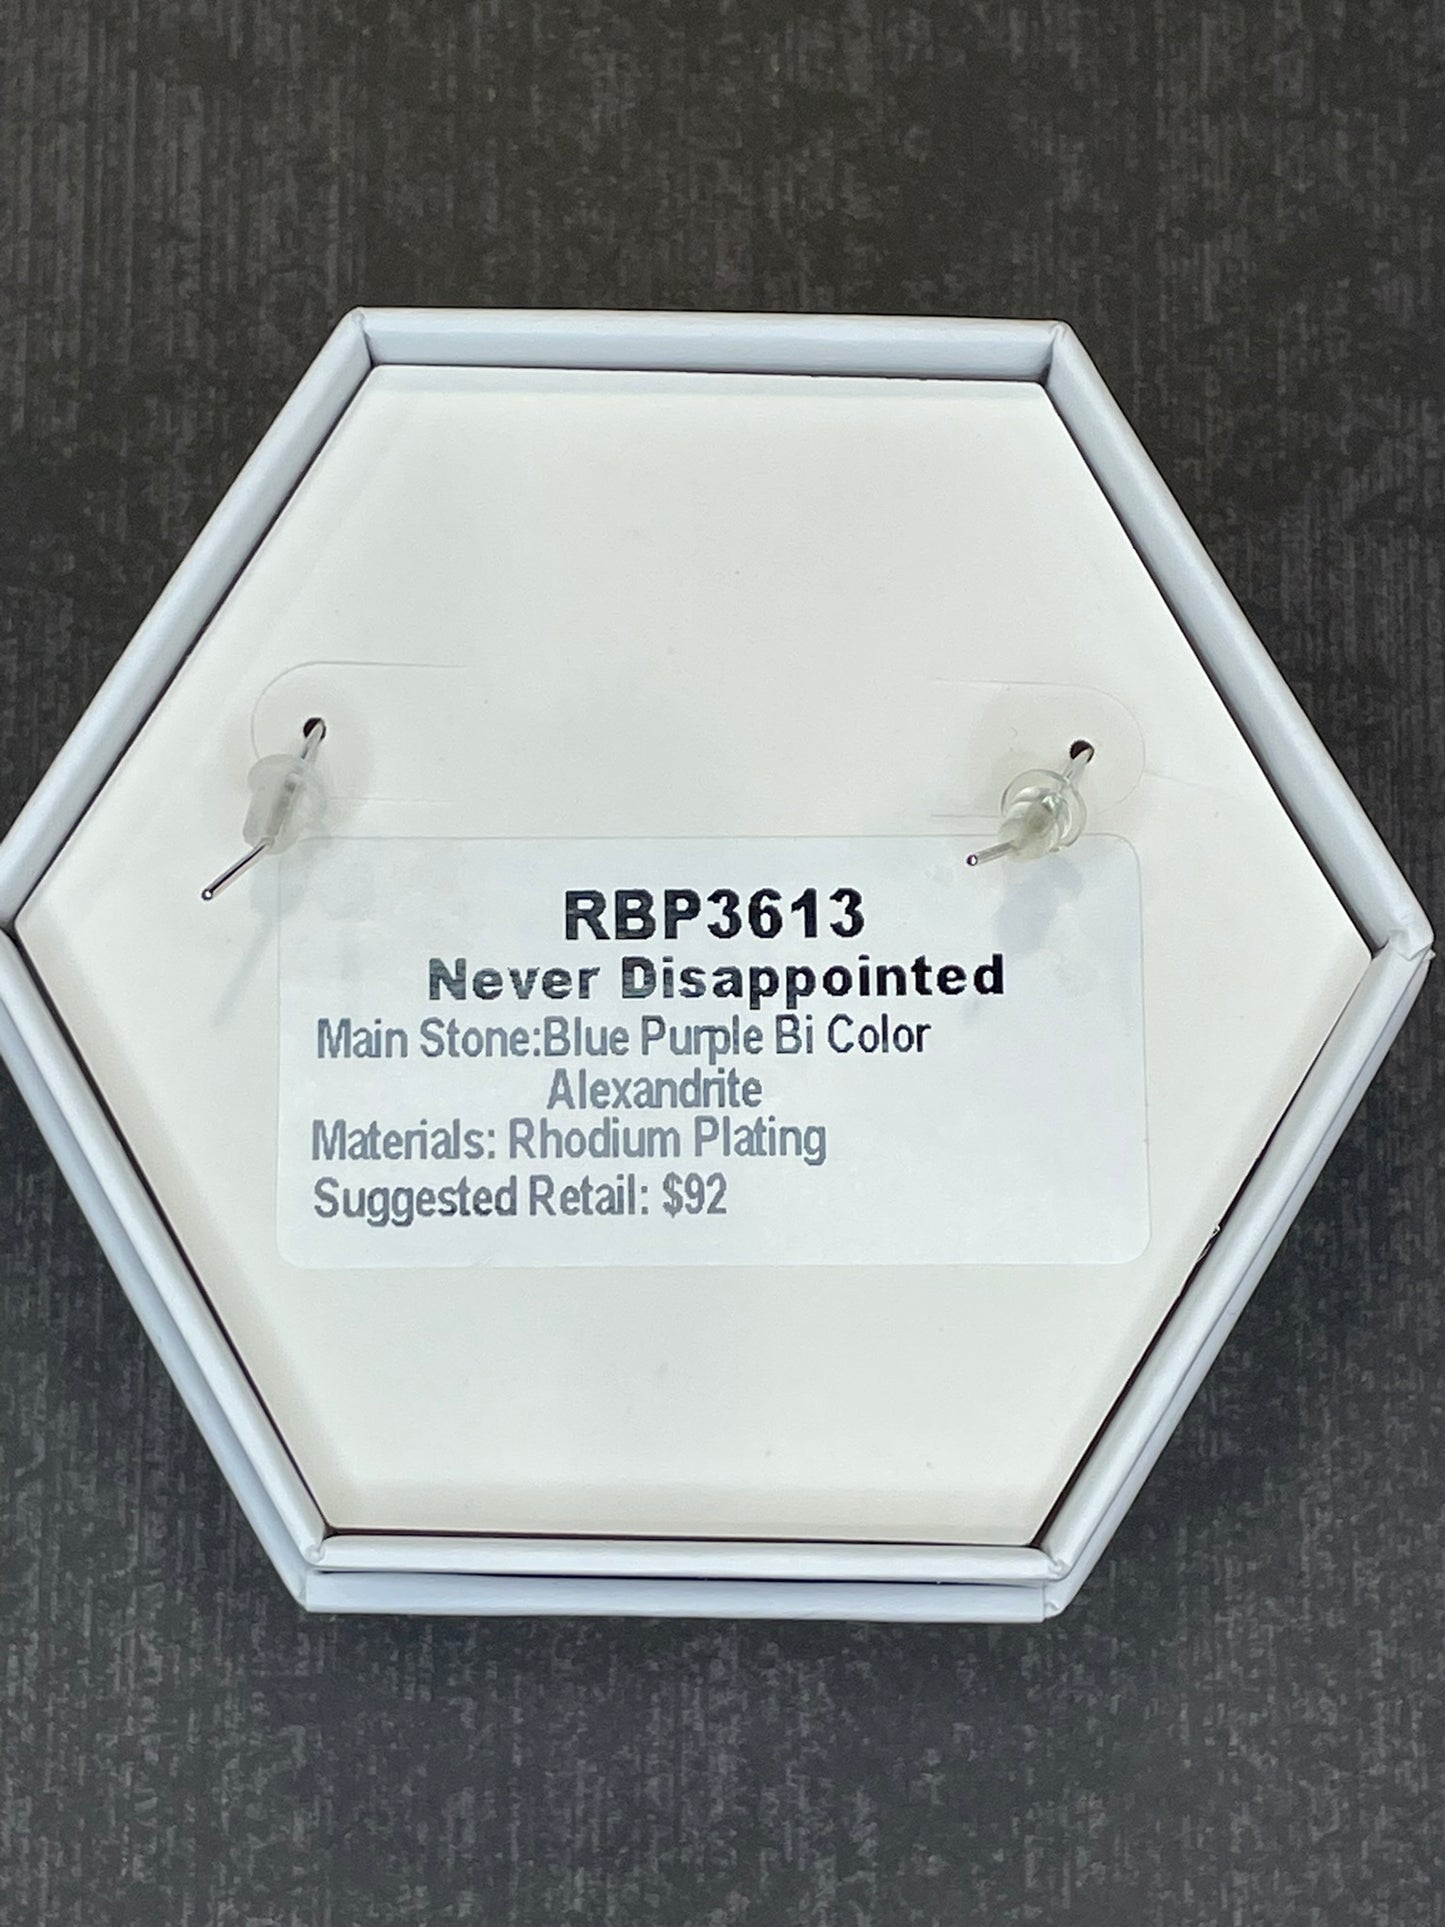 RBP3613
Never Disappointed
Main Stone:Blue Purple Bi Color
Alexandrite
Materials: Rhodium Plating
Suggested Retail: $92